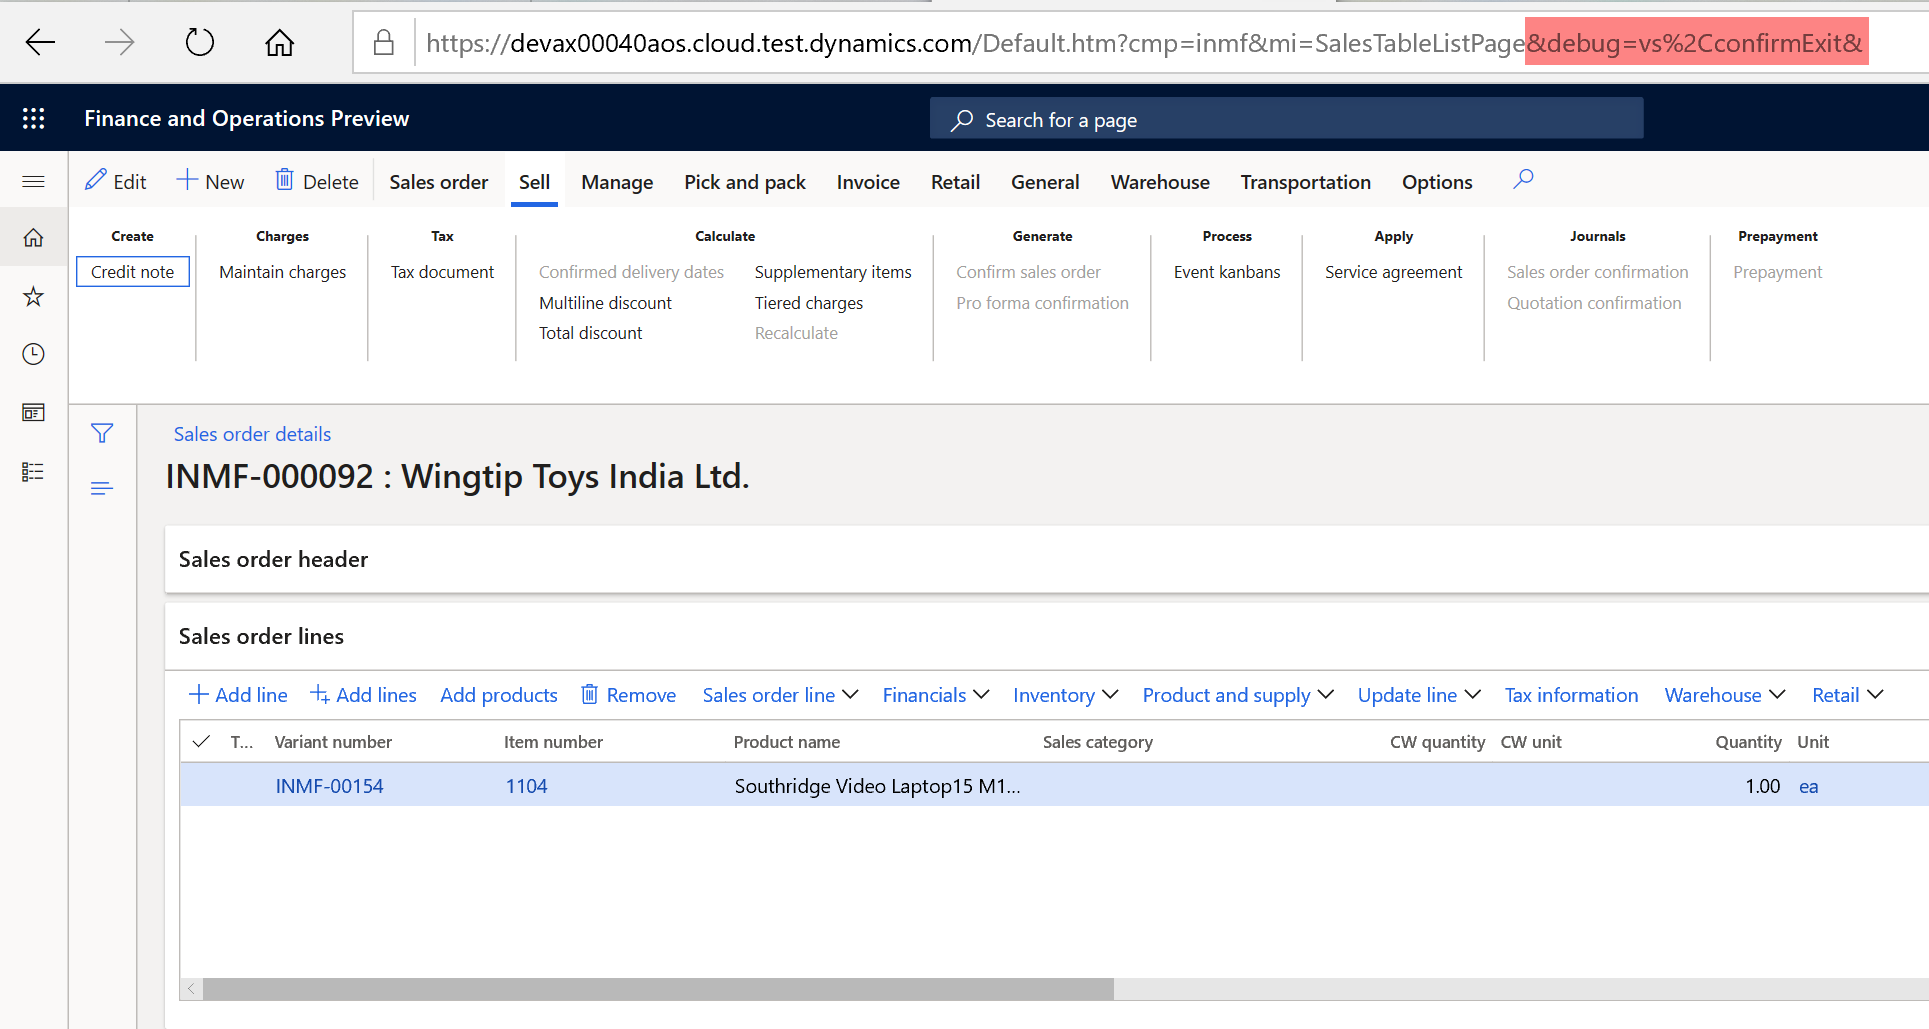 https://devax00040aos.cloud.test.dynamics.com/Default.htm?cmp=inmf&mi=SalesTableListPage&debug=vs%2CconfirmExit&
Finance and Operations Preview
Search for a page
Edit New Delete Sales order Sell Manage Pick and pack Invoice Retail General Warehouse Transportation Options
Create Charges Tax Calculate Generate Process Apply Journals Prepayment
Credit note Maintain charges Tax document Confirmed delivery dates Supplementary items Confirm sales order Event kanbans Service agreement Sales order confirmation Prepayment
Multiline discount Tiered charges Pro forma confirmation Quotation confirmation
Total discount Recalculate
Sales order details
INMF-000092 : Wingtip Toys India Ltd.
Sales order header
Sales order lines
Add line Add lines Add products Remove Sales order line Financials Inventory Product and supply Update line Tax information Warehouse Retail
T... Variant number Item number Product name Sales category CW quantity CW unit Quantity Unit
INMF-00154 1104 Southridge Video Laptop15 M1... 1.00 ea